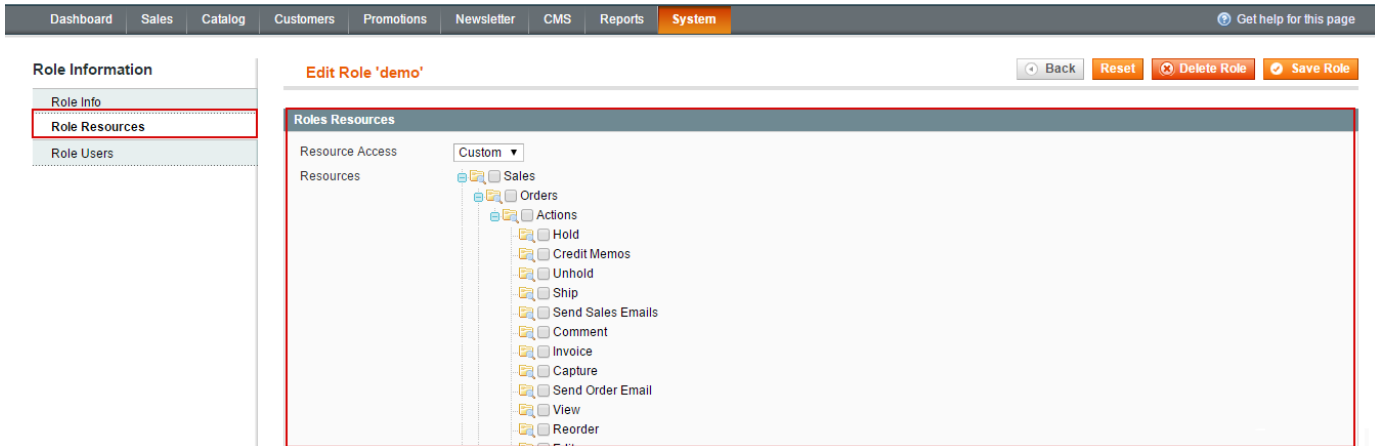 Dashboard Sales Catalog Customers Promotions Newsletter CMS Reports System Get help for this page
Role Information
Role Info
Role Resources
Role Users
Edit Role 'demo' Back Reset Delete Role Save Role
Roles Resources
Resource Access Custom
Resources Sales
Orders
Actions
Hold
Credit Memos
Unhold
Ship
Send Sales Emails
Comment
Invoice
Capture
Send Order Email
View
Reorder